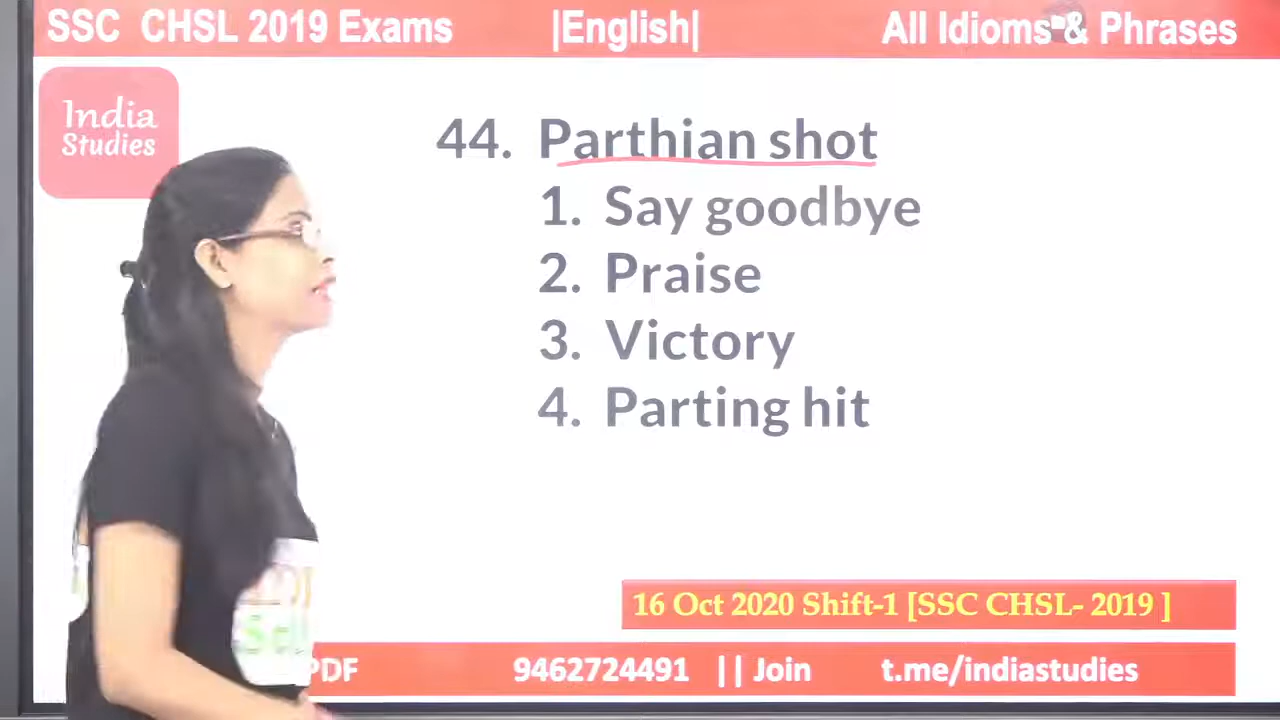 SSC CHSL 2019 Exams |English| All Idioms & Phrases
India
Studies
44. Parthian shot
1. Say goodbye
2. Praise
3. Victory
4. Parting hit
16 Oct 2020 Shift-1 [SSC CHSL- 2019 ]
PDF 9462724491 || Join t.me/indiastudies